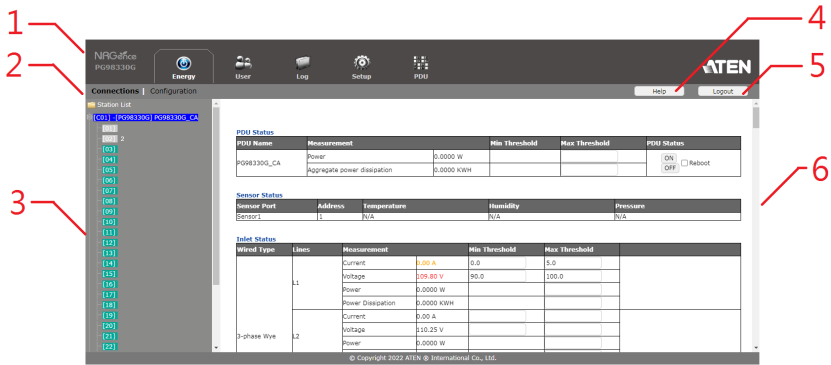 1
2
3
4
5
6
NRGence
PG98330G
Energy
User
Log
Setup
PDU
ATEN
Connections | Configuration
Help
Logout
Station List
[C01] -[PG98330G] PG98330G_CA
[01]
[02] 2
[03]
[04]
[05]
[06]
[07]
[08]
[09]
[10]
[11]
[12]
[13]
[14]
[15]
[16]
[17]
[18]
[19]
[20]
[21]
[22]
PDU Status
PDU Name Measurement Min Threshold Max Threshold PDU Status
PG98330G_CA
Power 0.0000 W
Aggregate power dissipation 0.0000 KWH
ON
OFF
Reboot
Sensor Status
Sensor Port Address Temperature Humidity Pressure
Sensor1 1 N/A N/A N/A
Inlet Status
Wired Type Lines Measurement Min Threshold Max Threshold
3-phase Wye
L1
Current 0.00 A 0.0 5.0
Voltage 109.80 V 90.0 100.0
Power 0.0000 W
Power Dissipation 0.0000 KWH
L2
Current 0.00 A
Voltage 110.25 V
Power 0.0000 W
© Copyright 2022 ATEN ® International Co., Ltd.